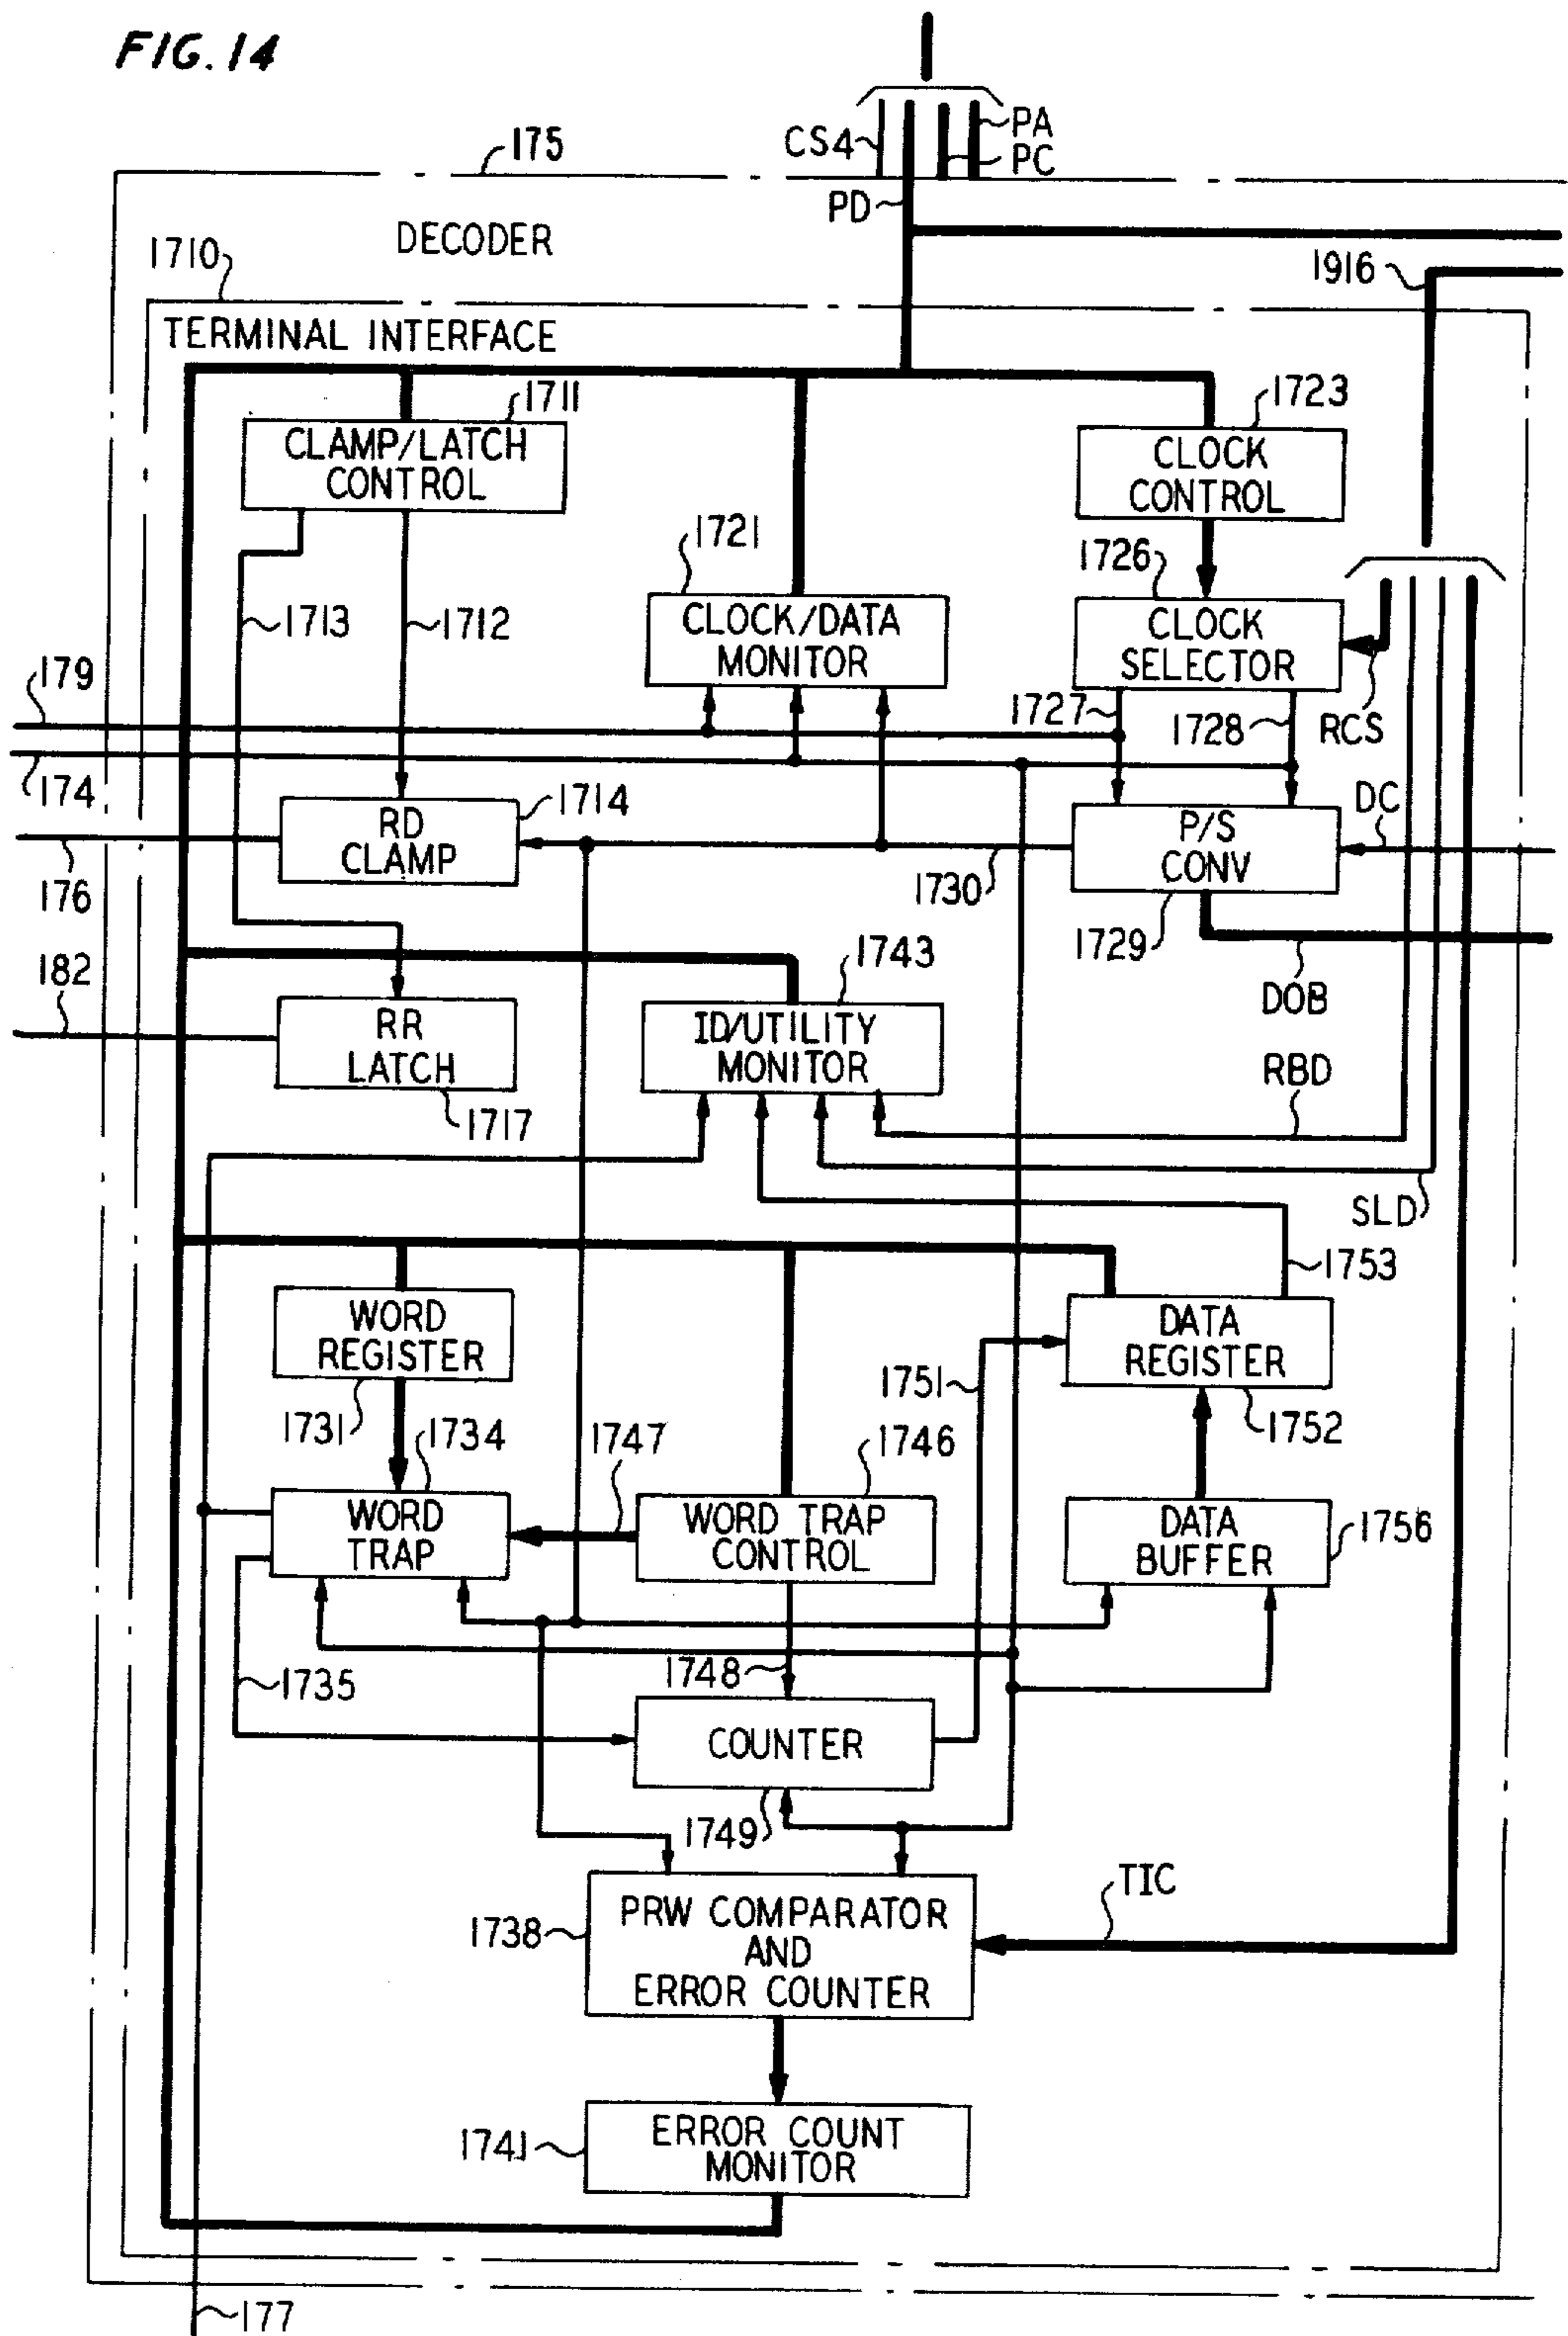 FIG. 14
CS4
PA
PC
175
PD
DECODER
1710
1916
TERMINAL INTERFACE
1711
1723
CLAMP/LATCH
CONTROL
CLOCK
CONTROL
1721
1726
1713
1712
CLOCK/DATA
MONITOR
CLOCK
SELECTOR
179
1727
1728
RCS
174
1714
DC
RD
CLAMP
P/S
CONV
176
1730
1729
1743
182
DOB
RR
LATCH
ID/UTILITY
MONITOR
RBD
1717
SLD
1753
WORD
REGISTER
DATA
REGISTER
1751
1731
1734
1747
1746
1752
WORD
TRAP
WORD TRAP
CONTROL
DATA
BUFFER
1756
1735
1748
COUNTER
1749
TIC
1738
PRW COMPARATOR
AND
ERROR COUNTER
1741
ERROR COUNT
MONITOR
177